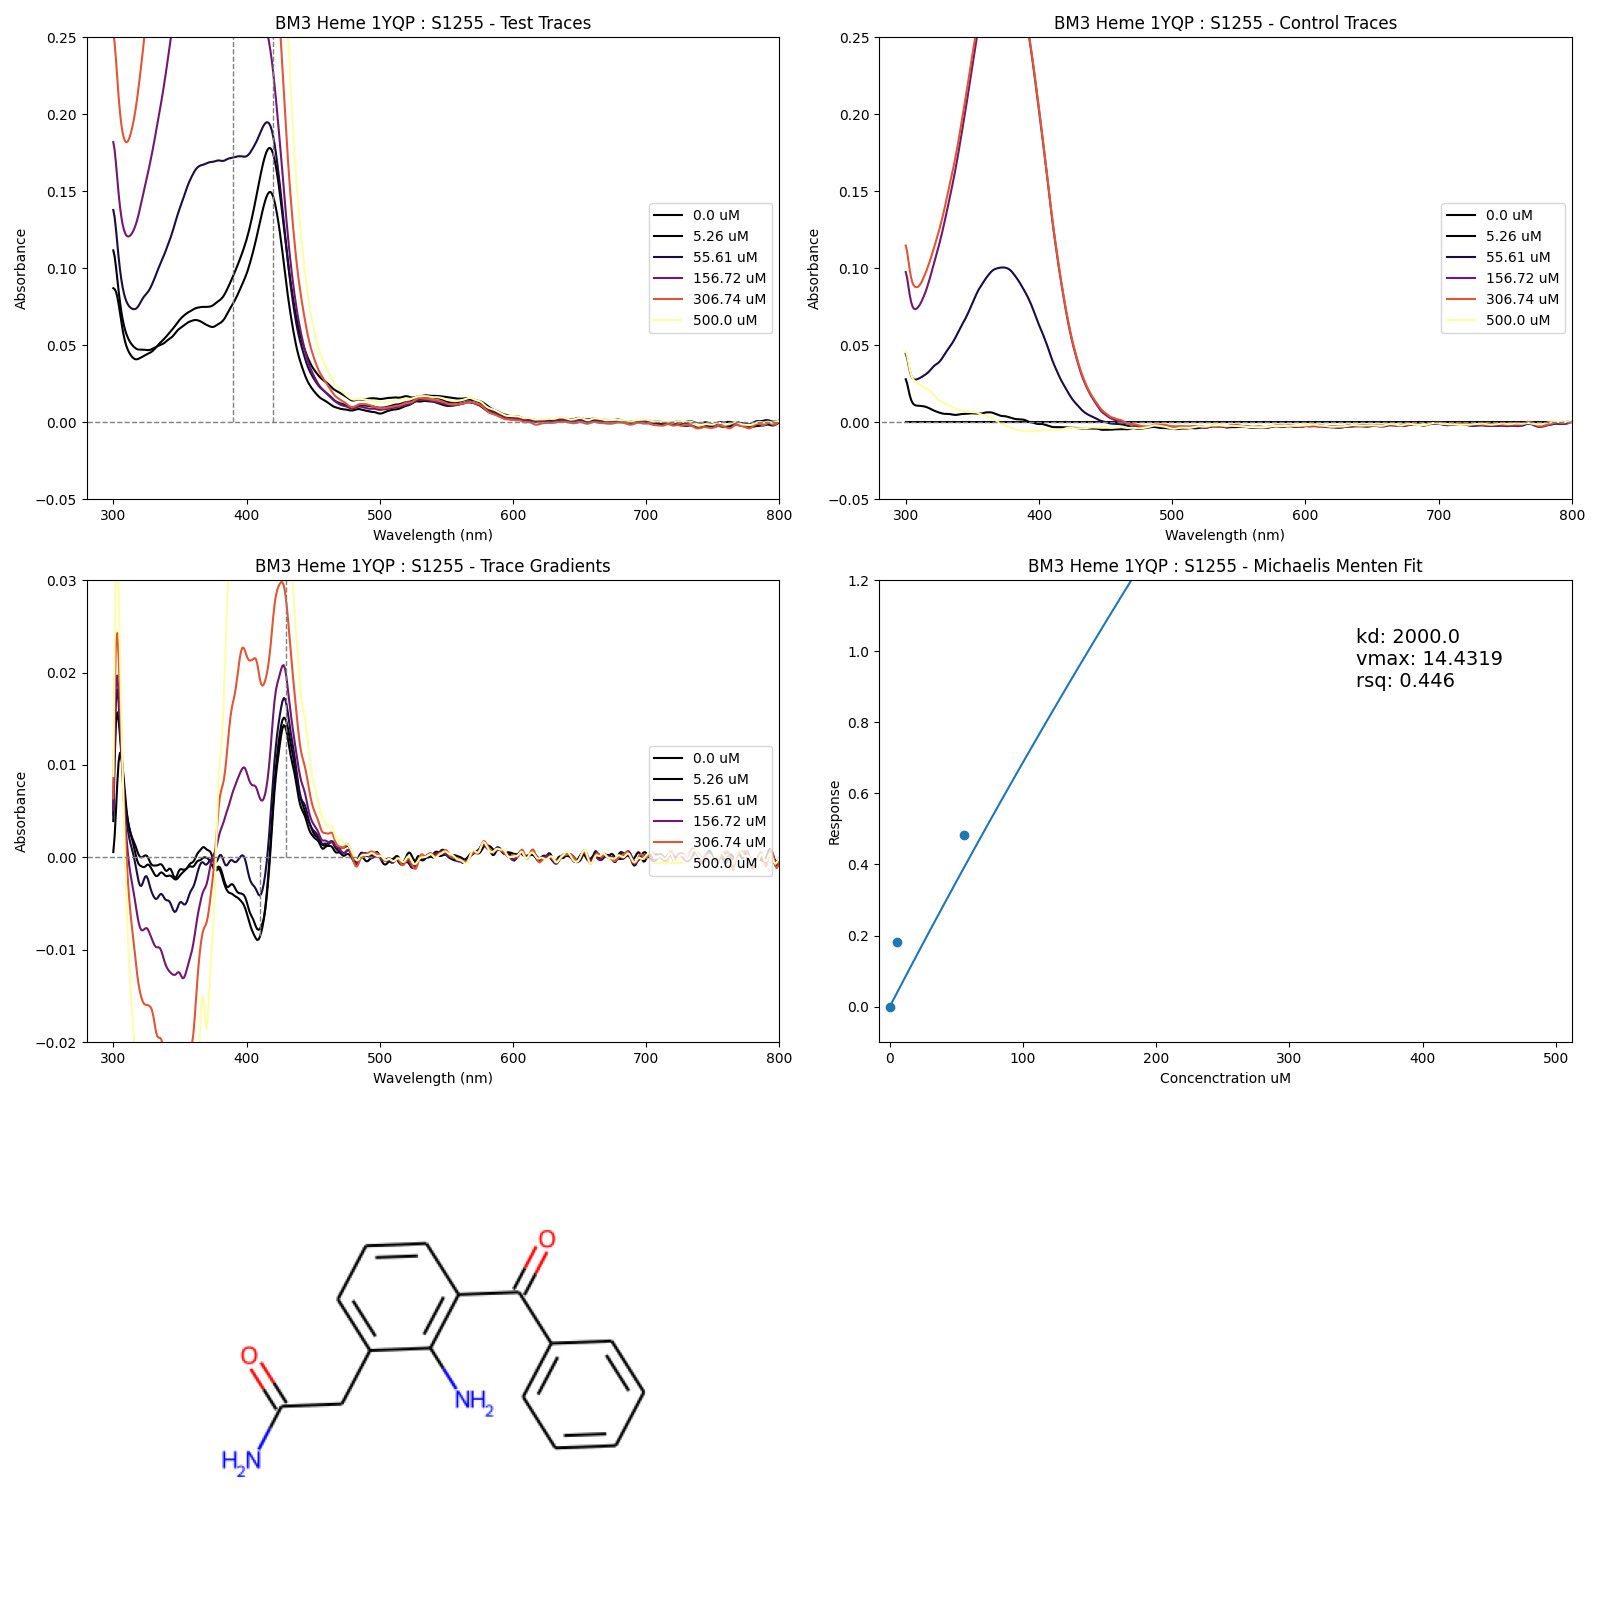 BM3 Heme 1YQP : S1255 - Test Traces
0.25
0.20
0.15
0.10
0.05
0.00
−0.05
Absorbance
300 400 500 600 700 800
Wavelength (nm)
0.0 uM
5.26 uM
55.61 uM
156.72 uM
306.74 uM
500.0 uM
BM3 Heme 1YQP : S1255 - Control Traces
0.25
0.20
0.15
0.10
0.05
0.00
−0.05
Absorbance
300 400 500 600 700 800
Wavelength (nm)
0.0 uM
5.26 uM
55.61 uM
156.72 uM
306.74 uM
500.0 uM
BM3 Heme 1YQP : S1255 - Trace Gradients
0.03
0.02
0.01
0.00
−0.01
−0.02
Absorbance
300 400 500 600 700 800
Wavelength (nm)
0.0 uM
5.26 uM
55.61 uM
156.72 uM
306.74 uM
500.0 uM
BM3 Heme 1YQP : S1255 - Michaelis Menten Fit
1.2
1.0
0.8
0.6
0.4
0.2
0.0
Response
0 100 200 300 400 500
Concenctration uM
kd: 2000.0
vmax: 14.4319
rsq: 0.446
O
O
NH2
H2N